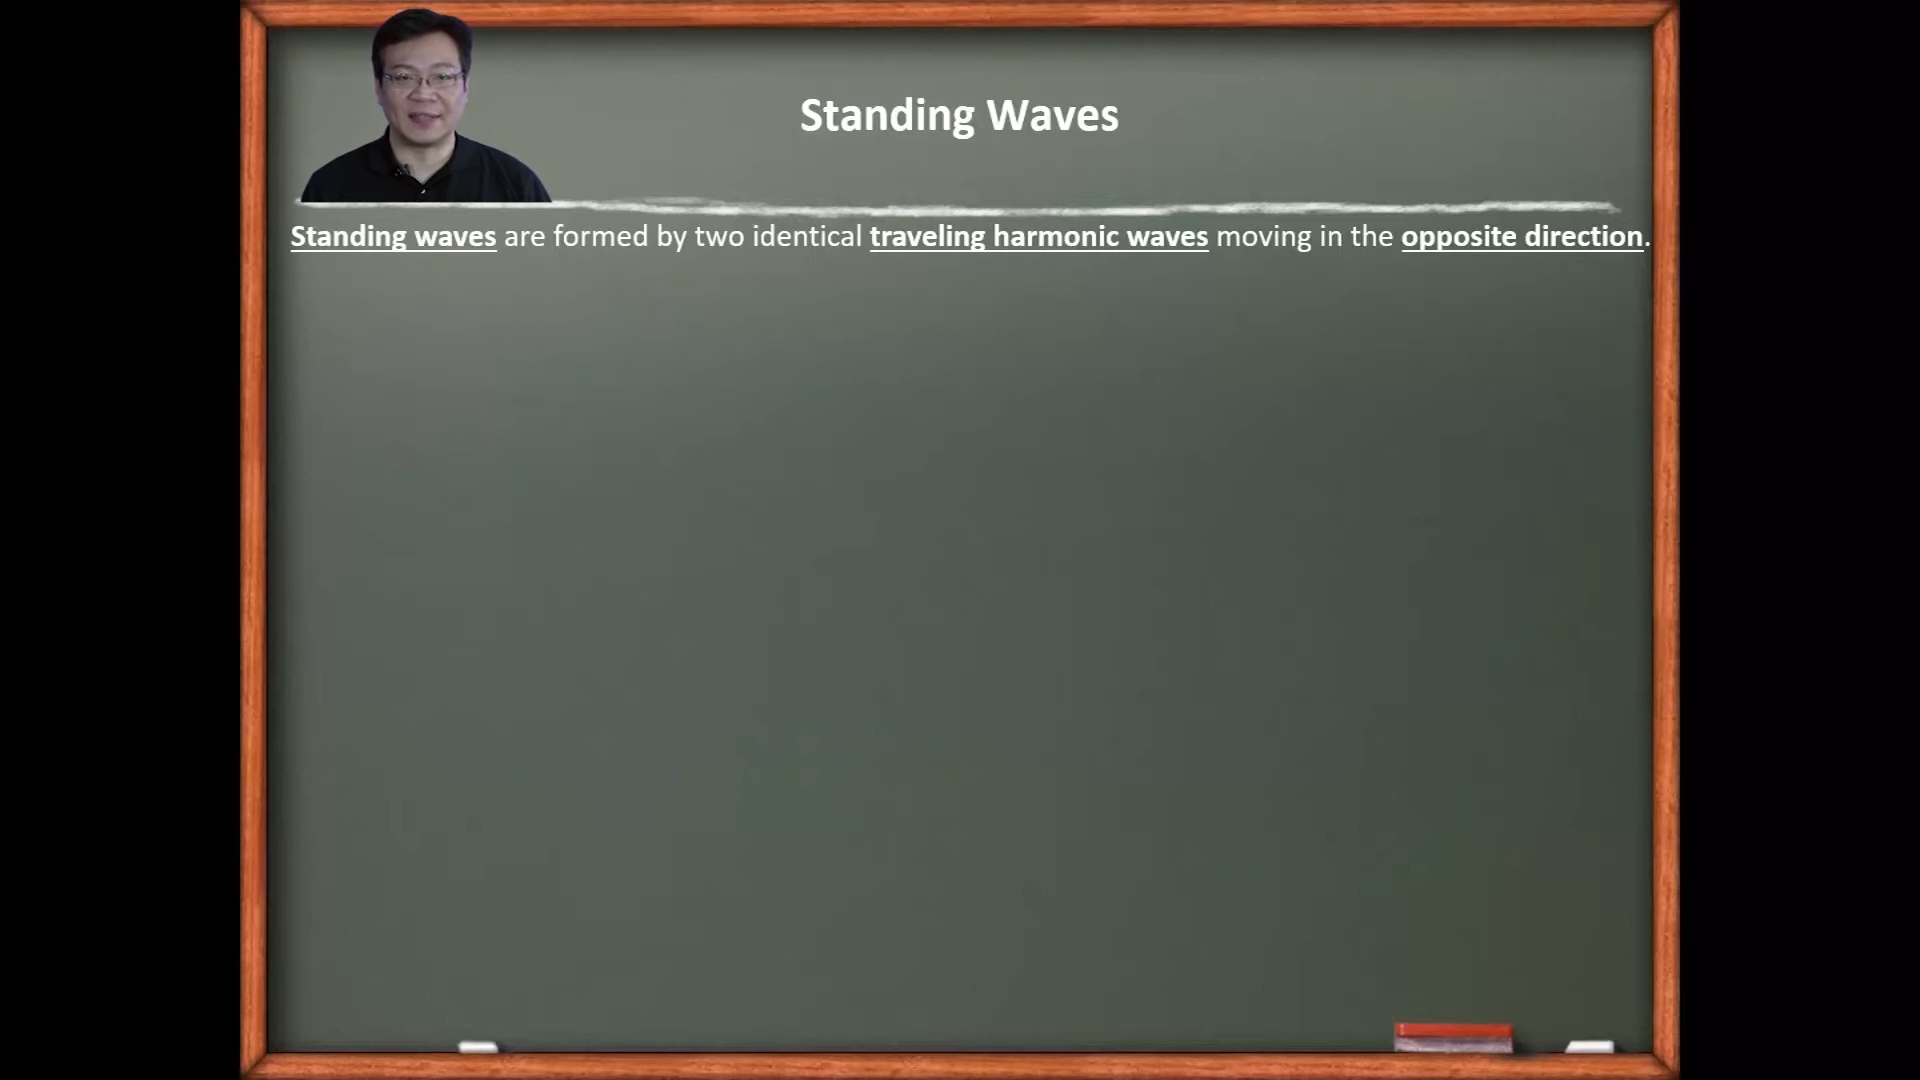 Standing Waves
Standing waves are formed by two identical traveling harmonic waves moving in the opposite direction.